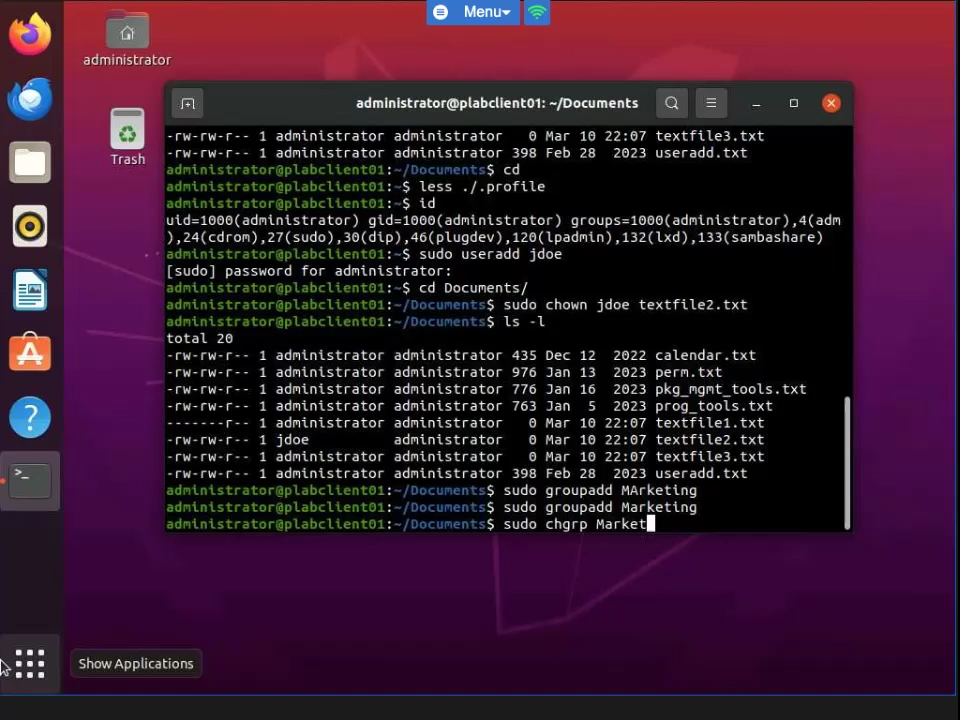 Menu
administrator
Trash
administrator@plabclient01: ~/Documents
-rw-rw-r-- 1 administrator administrator   0 Mar 10 22:07 textfile3.txt
-rw-rw-r-- 1 administrator administrator 398 Feb 28  2023 useradd.txt
administrator@plabclient01:~/Documents$ cd
administrator@plabclient01:~$ less ./.profile
administrator@plabclient01:~$ id
uid=1000(administrator) gid=1000(administrator) groups=1000(administrator),4(adm
),24(cdrom),27(sudo),30(dip),46(plugdev),120(lpadmin),132(lxd),133(sambashare)
administrator@plabclient01:~$ sudo useradd jdoe
[sudo] password for administrator:
administrator@plabclient01:~$ cd Documents/
administrator@plabclient01:~/Documents$ sudo chown jdoe textfile2.txt
administrator@plabclient01:~/Documents$ ls -l
total 20
-rw-rw-r-- 1 administrator administrator 435 Dec 12  2022 calendar.txt
-rw-rw-r-- 1 administrator administrator 976 Jan 13  2023 perm.txt
-rw-rw-r-- 1 administrator administrator 776 Jan 16  2023 pkg_mgmt_tools.txt
-rw-rw-r-- 1 administrator administrator 763 Jan  5  2023 prog_tools.txt
-------r-- 1 administrator administrator   0 Mar 10 22:07 textfile1.txt
-rw-rw-r-- 1 jdoe          administrator   0 Mar 10 22:07 textfile2.txt
-rw-rw-r-- 1 administrator administrator   0 Mar 10 22:07 textfile3.txt
-rw-rw-r-- 1 administrator administrator 398 Feb 28  2023 useradd.txt
administrator@plabclient01:~/Documents$ sudo groupadd MArketing
administrator@plabclient01:~/Documents$ sudo groupadd Marketing
administrator@plabclient01:~/Documents$ sudo chgrp Market
Show Applications